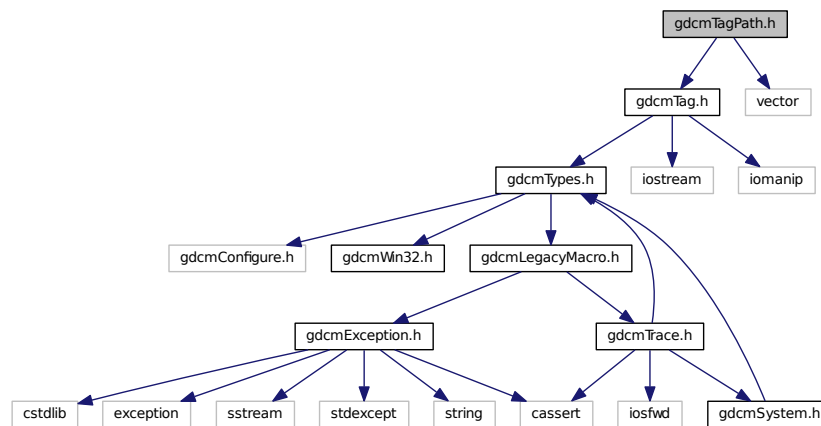 gdcmTagPath.h
gdcmTag.h
vector
gdcmTypes.h
iostream
iomanip
gdcmConfigure.h
gdcmWin32.h
gdcmLegacyMacro.h
gdcmException.h
gdcmTrace.h
cstdlib
exception
sstream
stdexcept
string
cassert
iosfwd
gdcmSystem.h